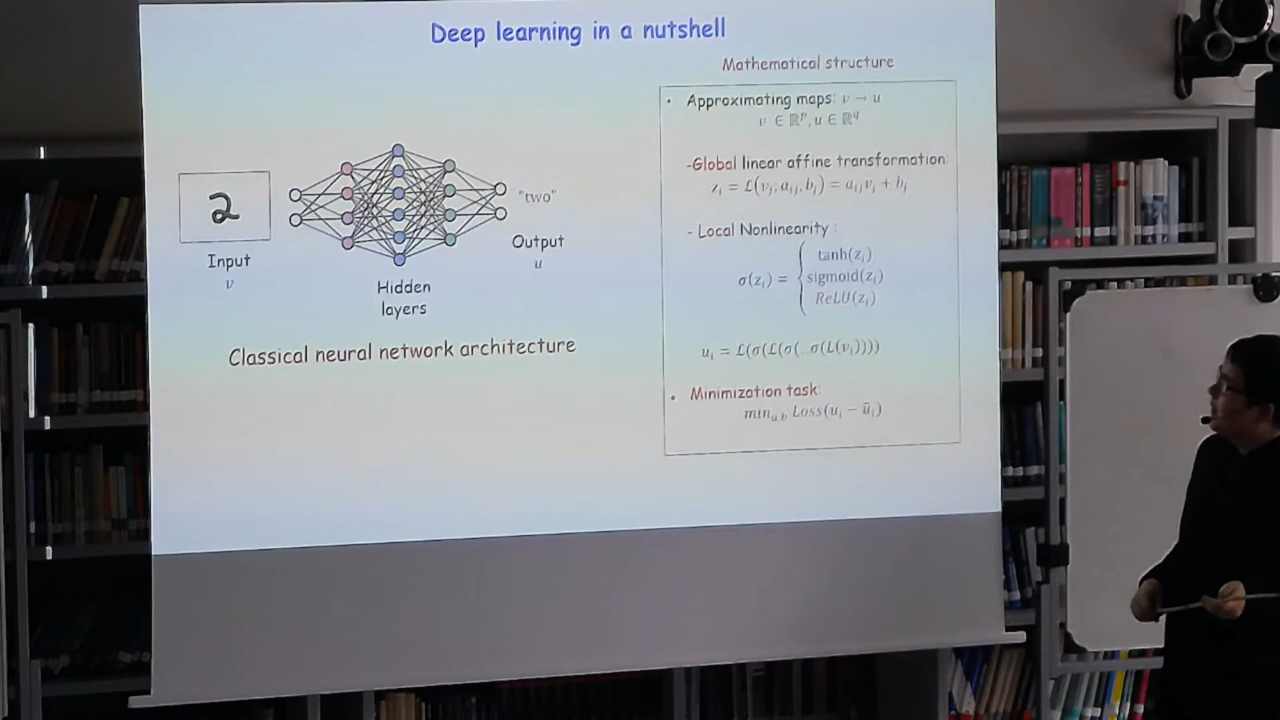 Deep learning in a nutshell
Mathematical structure
• Approximating maps: v → u
v ∈ ℝᵖ, u ∈ ℝ^q
-Global linear affine transformation:
zᵢ = ℒ(vⱼ; aᵢⱼ, bⱼ) = aᵢⱼvⱼ + bⱼ
- Local Nonlinearity :
tanh(zᵢ)
σ(zᵢ) = { sigmoid(zᵢ)
ReLU(zᵢ)
uᵢ = ℒ(σ(ℒ(σ(...σ(L(vᵢ))))
• Minimization task:
min_{a,b} Loss(uᵢ − ũᵢ)
2
"two"
Input
v
Output
u
Hidden
layers
Classical neural network architecture